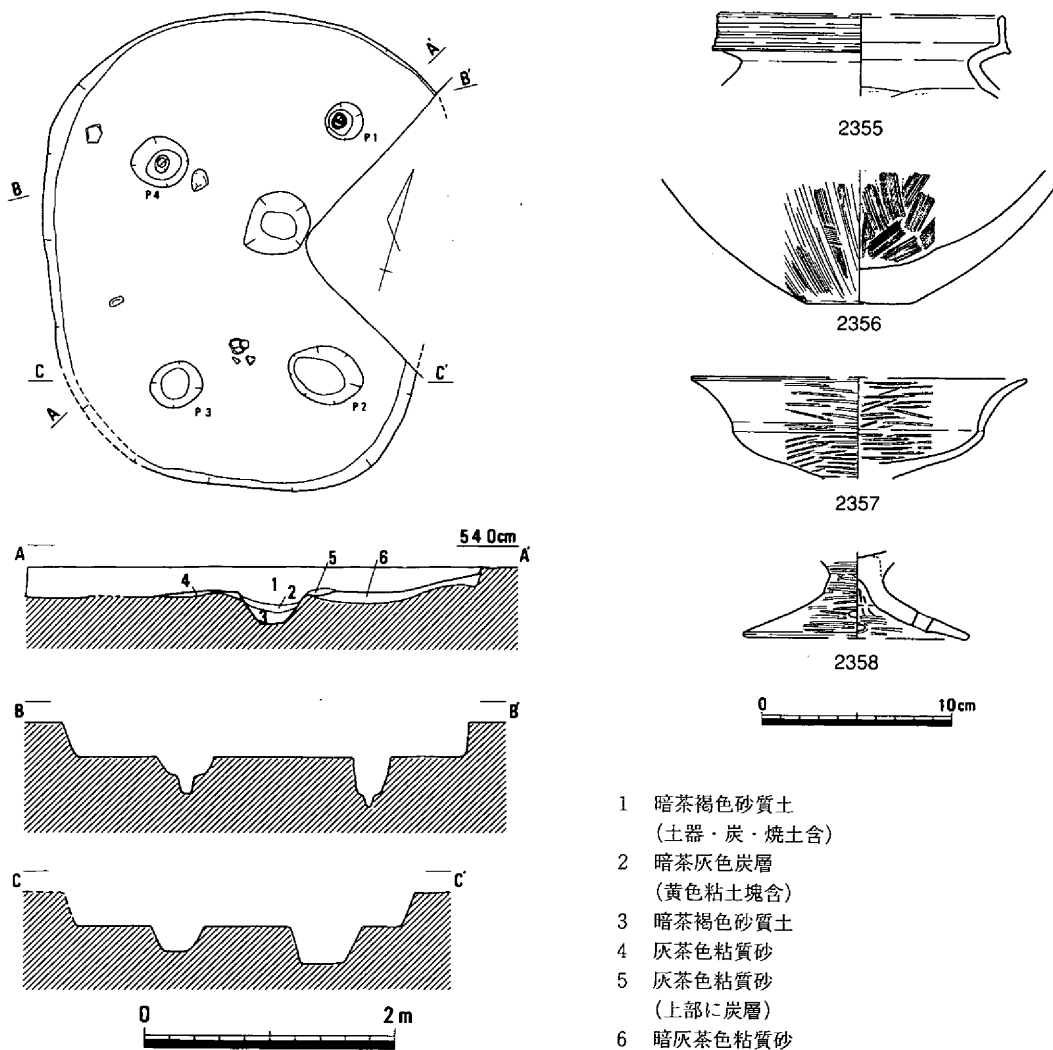 A'
B'
P1
P4
B
C
A
P3
P2
C'
A
540cm
A'
1
2
3
4
5
6
B
B'
C
C'
0
2m
2355
2356
2357
2358
0
10cm
1 暗茶褐色砂質土
(土器・炭・焼土含)
2 暗茶灰色炭層
(黄色粘土塊含)
3 暗茶褐色砂質土
4 灰茶色粘質砂
5 灰茶色粘質砂
(上部に炭層)
6 暗灰茶色粘質砂